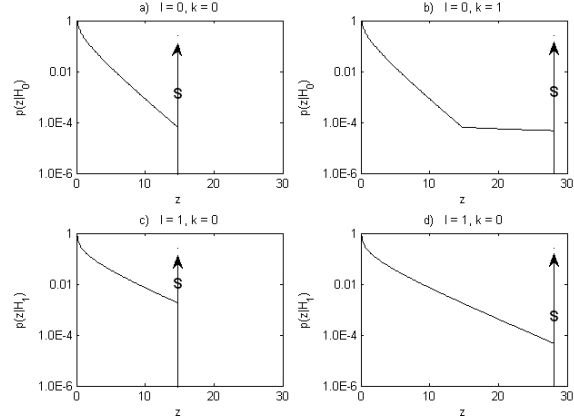 a) l = 0, k = 0
p(z|H0)
1
0.01
1.0E-4
1.0E-6
S
0 10 20 30
z
b) l = 0, k = 1
p(z|H0)
1
0.01
1.0E-4
1.0E-6
S
0 10 20 30
z
c) l = 1, k = 0
p(z|H1)
1
0.01
1.0E-4
1.0E-6
S
0 10 20 30
z
d) l = 1, k = 0
p(z|H1)
1
0.01
1.0E-4
1.0E-6
S
0 10 20 30
z